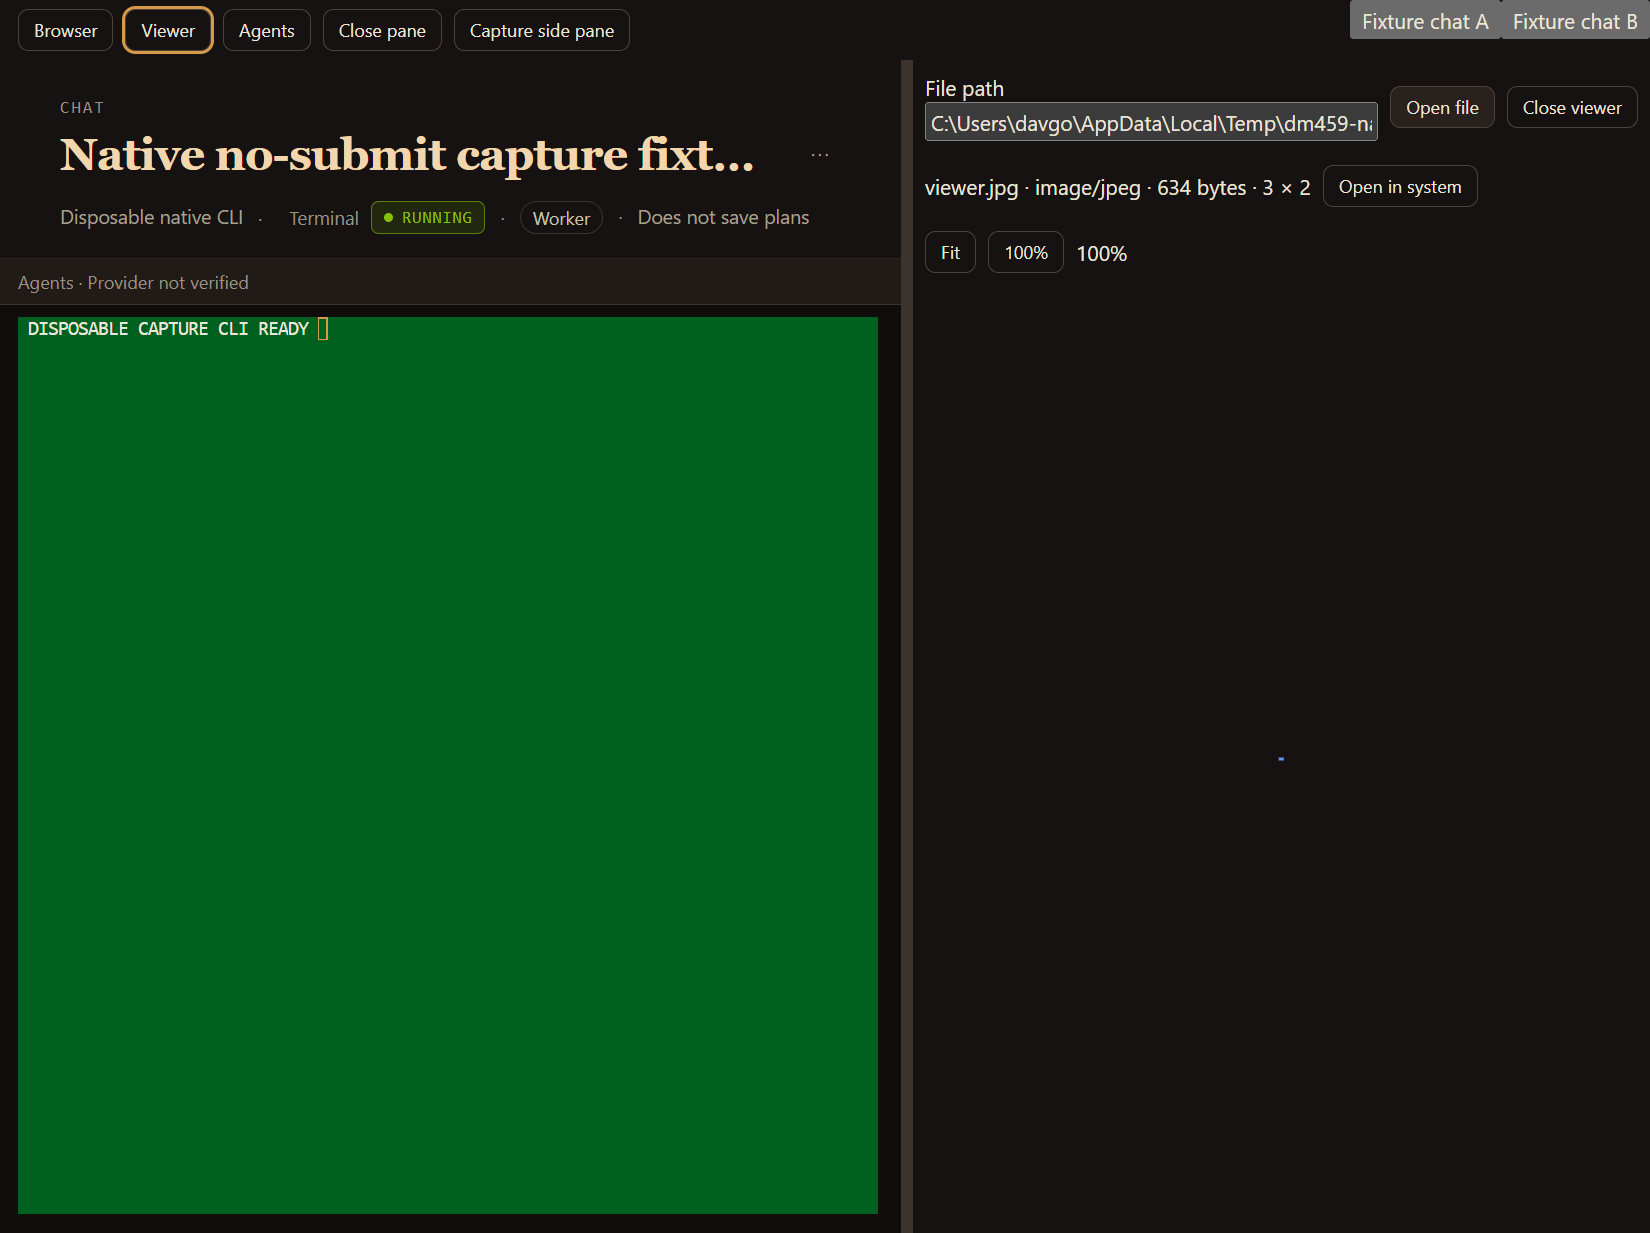 Browser Viewer Agents Close pane Capture side pane Fixture chat A Fixture chat B
CHAT
Native no-submit capture fixt... ...
Disposable native CLI · Terminal ● RUNNING · Worker · Does not save plans
Agents · Provider not verified
DISPOSABLE CAPTURE CLI READY
File path
C:\Users\davgo\AppData\Local\Temp\dm459-na Open file Close viewer
viewer.jpg · image/jpeg · 634 bytes · 3 × 2 Open in system
Fit 100% 100%